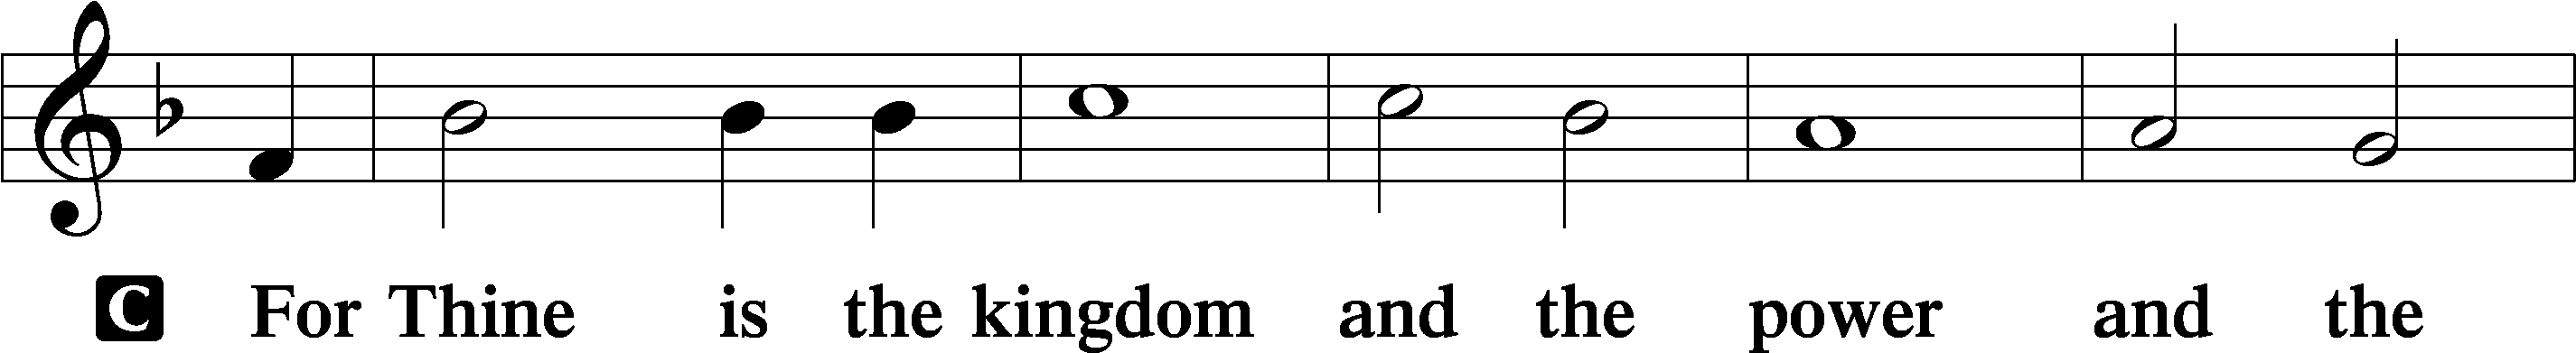 C For Thine is the kingdom and the power and the